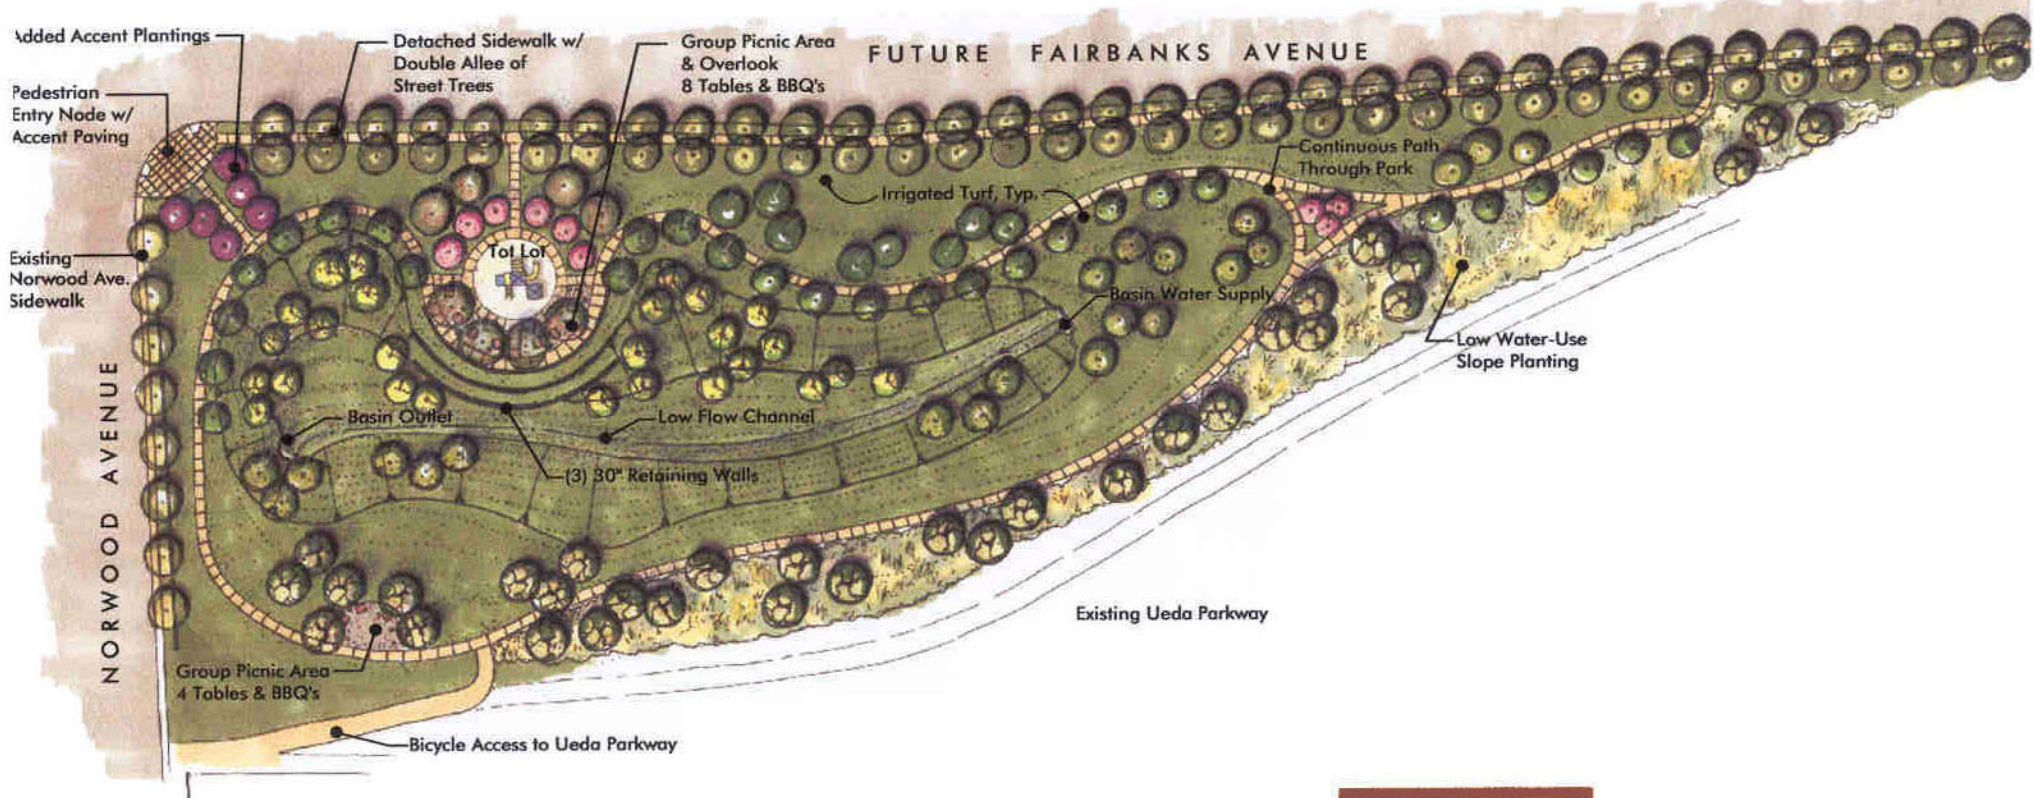 Added Accent Plantings
Detached Sidewalk w/
Double Allee of
Street Trees
Group Picnic Area
& Overlook
8 Tables & BBQ's
FUTURE FAIRBANKS AVENUE
Pedestrian
Entry Node w/
Accent Paving
Continuous Path
Through Park
Irrigated Turf, Typ.
Tot Lot
Existing
Norwood Ave.
Sidewalk
Basin Water Supply
Low Water-Use
Slope Planting
NORWOOD AVENUE
Basin Outlet
Low Flow Channel
(3) 30" Retaining Walls
Existing Ueda Parkway
Group Picnic Area
4 Tables & BBQ's
Bicycle Access to Ueda Parkway